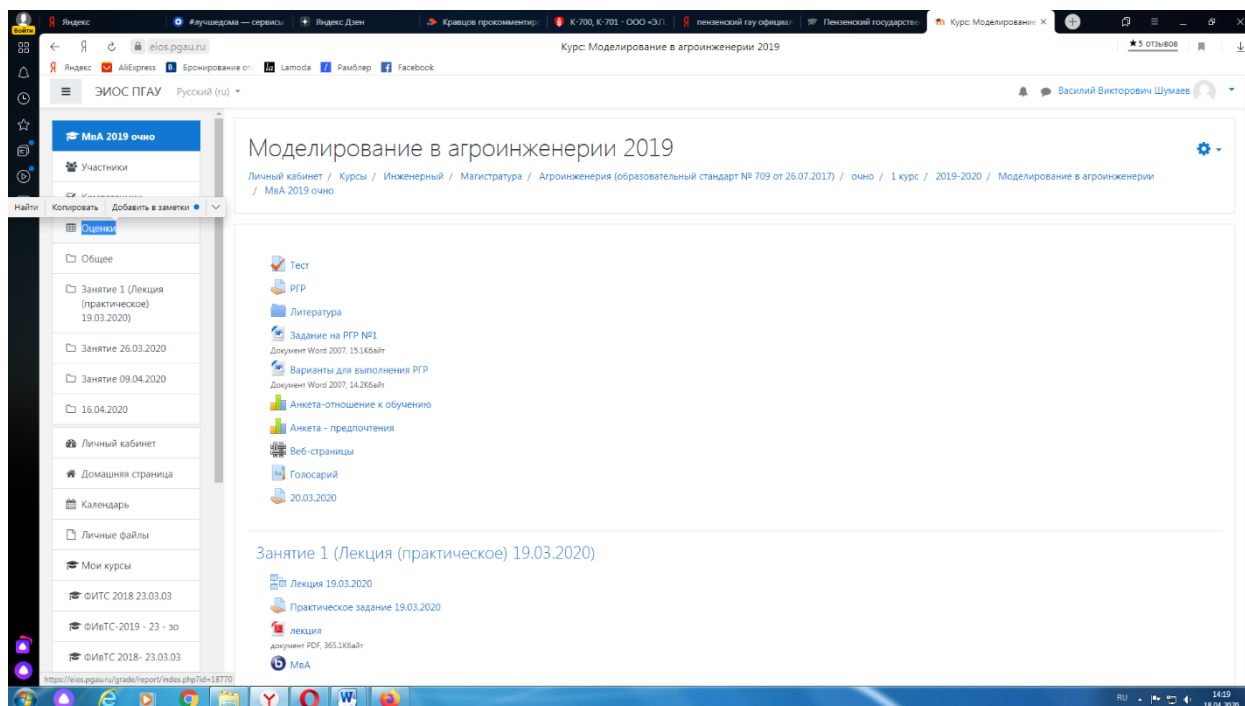 Войти
Яндекс
#лучшедома — сервисы
Яндекс.Дзен
Кравцов прокомментир
К-700, К-701 - ООО «ЭЛ
пензенский гау официал
Пензенский государстве
Курс: Моделирование
eios.pgau.ru
Курс: Моделирование в агроинженерии 2019
★5 отзывов
Яндекс
AliExpress
Бронирование от
Lamoda
Рамблер
Facebook
ЭИОС ПГАУ
Русский (ru)
Василий Викторович Шумаев
МвА 2019 очно
Участники
Найти
Копировать
Добавить в заметки
Оценки
Общее
Занятие 1 (Лекция
(практическое)
19.03.2020)
Занятие 26.03.2020
Занятие 09.04.2020
16.04.2020
Личный кабинет
Домашняя страница
Календарь
Личные файлы
Мои курсы
ФИТС 2018 23.03.03
ФИвТС-2019 - 23 - зо
ФИвТС 2018- 23.03.03
https://eios.pgau.ru/grade/report/index.php?id=18770
Моделирование в агроинженерии 2019
Личный кабинет / Курсы / Инженерный / Магистратура / Агроинженерия (образовательный стандарт № 709 от 26.07.2017) / очно / 1 курс / 2019-2020 / Моделирование в агроинженерии
/ МвА 2019 очно
Тест
РГР
Литература
Задание на РГР №1
Документ Word 2007, 15.1Кбайт
Варианты для выполнения РГР
Документ Word 2007, 14.2Кбайт
Анкета-отношение к обучению
Анкета - предпочтения
Веб-страницы
Голосарий
20.03.2020
Занятие 1 (Лекция (практическое) 19.03.2020)
Лекция 19.03.2020
Практическое задание 19.03.2020
лекция
документ PDF, 365.1Кбайт
МвА
RU
14:19
18.04.2020